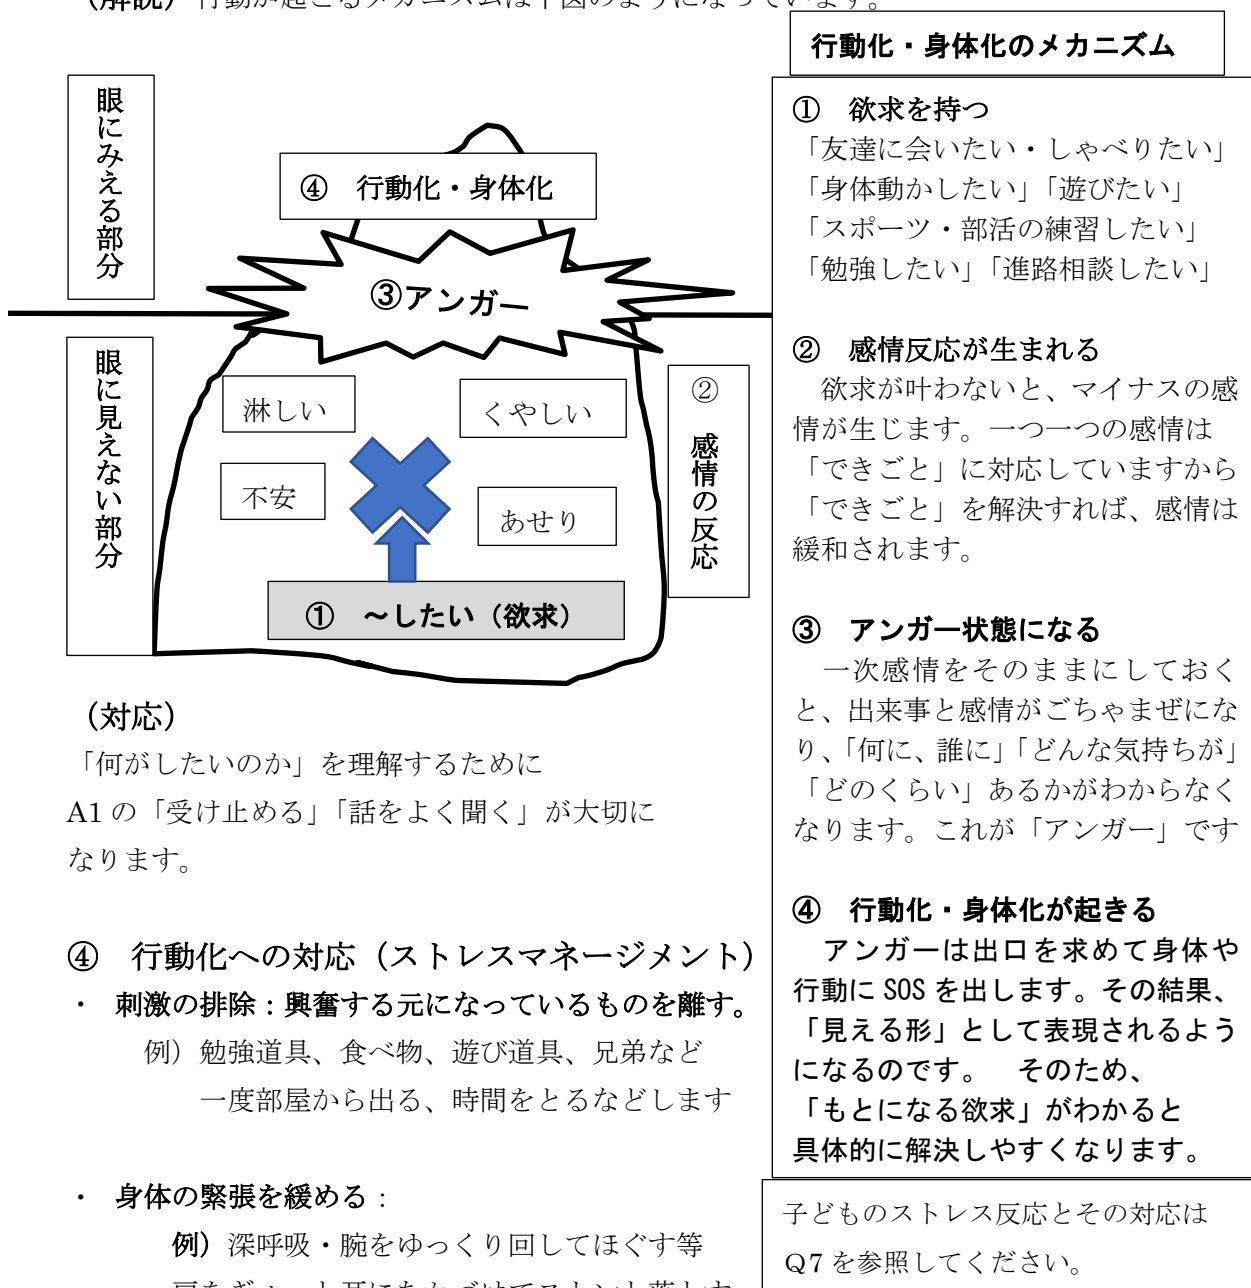 （解説）行動が起こるメカニズムは下図のようになっています。
眼にみえる部分
④　行動化・身体化
③アンガー
眼に見えない部分
淋しい
くやしい
不安
あせり
②　感情の反応
①　～したい（欲求）
（対応）
「何がしたいのか」を理解するために
A1 の「受け止める」「話をよく聞く」が大切に
なります。
④　行動化への対応（ストレスマネージメント）
・　刺激の排除：興奮する元になっているものを離す。
例）勉強道具、食べ物、遊び道具、兄弟など
一度部屋から出る、時間をとるなどします
・　身体の緊張を緩める：
例）深呼吸・腕をゆっくり回してほぐす等
行動化・身体化のメカニズム
①　欲求を持つ
「友達に会いたい・しゃべりたい」
「身体動かしたい」「遊びたい」
「スポーツ・部活の練習したい」
「勉強したい」「進路相談したい」
②　感情反応が生まれる
欲求が叶わないと、マイナスの感
情が生じます。一つ一つの感情は
「できごと」に対応していますから
「できごと」を解決すれば、感情は
緩和されます。
③　アンガー状態になる
一次感情をそのままにしておく
と、出来事と感情がごちゃまぜにな
り、「何に、誰に」「どんな気持ちが」
「どのくらい」あるかがわからなく
なります。これが「アンガー」です
④　行動化・身体化が起きる
アンガーは出口を求めて身体や
行動に SOS を出します。その結果、
「見える形」として表現されるよう
になるのです。　そのため、
「もとになる欲求」がわかると
具体的に解決しやすくなります。
子どものストレス反応とその対応は
Q7 を参照してください。